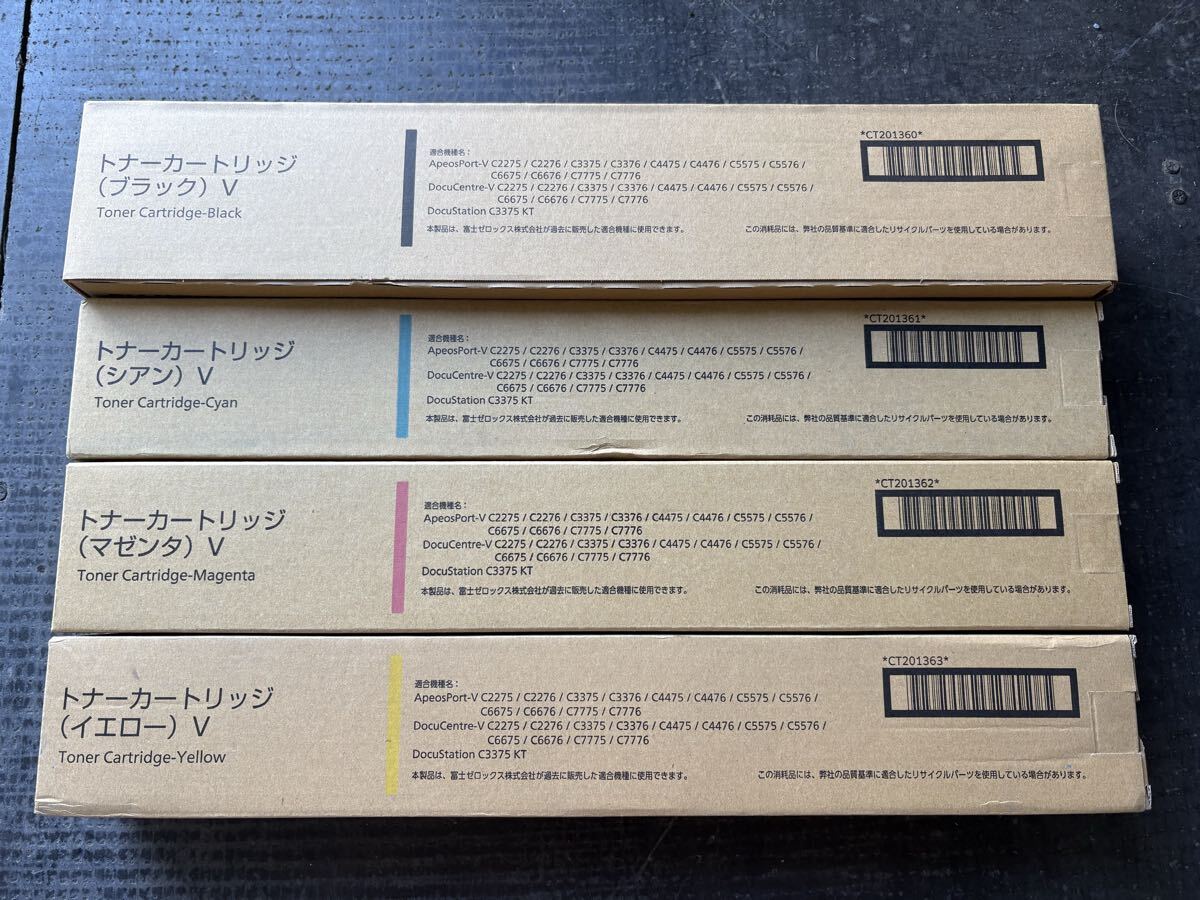 トナーカートリッジ
（ブラック）V
Toner Cartridge-Black
適合機種名：
ApeosPort-V C2275 / C2276 / C3375 / C3376 / C4475 / C4476 / C5575 / C5576 /
C6675 / C6676 / C7775 / C7776
DocuCentre-V C2275 / C2276 / C3375 / C3376 / C4475 / C4476 / C5575 / C5576 /
C6675 / C6676 / C7775 / C7776
DocuStation C3375 KT
本製品は、富士ゼロックス株式会社が過去に販売した適合機種に使用できます。
*CT201360*
この消耗品には、弊社の品質基準に適合したリサイクルパーツを使用している場合があります。
トナーカートリッジ
（シアン）V
Toner Cartridge-Cyan
適合機種名：
ApeosPort-V C2275 / C2276 / C3375 / C3376 / C4475 / C4476 / C5575 / C5576 /
C6675 / C6676 / C7775 / C7776
DocuCentre-V C2275 / C2276 / C3375 / C3376 / C4475 / C4476 / C5575 / C5576 /
C6675 / C6676 / C7775 / C7776
DocuStation C3375 KT
本製品は、富士ゼロックス株式会社が過去に販売した適合機種に使用できます。
*CT201361*
この消耗品には、弊社の品質基準に適合したリサイクルパーツを使用している場合があります。
トナーカートリッジ
（マゼンタ）V
Toner Cartridge-Magenta
適合機種名：
ApeosPort-V C2275 / C2276 / C3375 / C3376 / C4475 / C4476 / C5575 / C5576 /
C6675 / C6676 / C7775 / C7776
DocuCentre-V C2275 / C2276 / C3375 / C3376 / C4475 / C4476 / C5575 / C5576 /
C6675 / C6676 / C7775 / C7776
DocuStation C3375 KT
本製品は、富士ゼロックス株式会社が過去に販売した適合機種に使用できます。
*CT201362*
この消耗品には、弊社の品質基準に適合したリサイクルパーツを使用している場合があります。
トナーカートリッジ
（イエロー）V
Toner Cartridge-Yellow
適合機種名：
ApeosPort-V C2275 / C2276 / C3375 / C3376 / C4475 / C4476 / C5575 / C5576 /
C6675 / C6676 / C7775 / C7776
DocuCentre-V C2275 / C2276 / C3375 / C3376 / C4475 / C4476 / C5575 / C5576 /
C6675 / C6676 / C7775 / C7776
DocuStation C3375 KT
本製品は、富士ゼロックス株式会社が過去に販売した適合機種に使用できます。
*CT201363*
この消耗品には、弊社の品質基準に適合したリサイクルパーツを使用している場合があります。